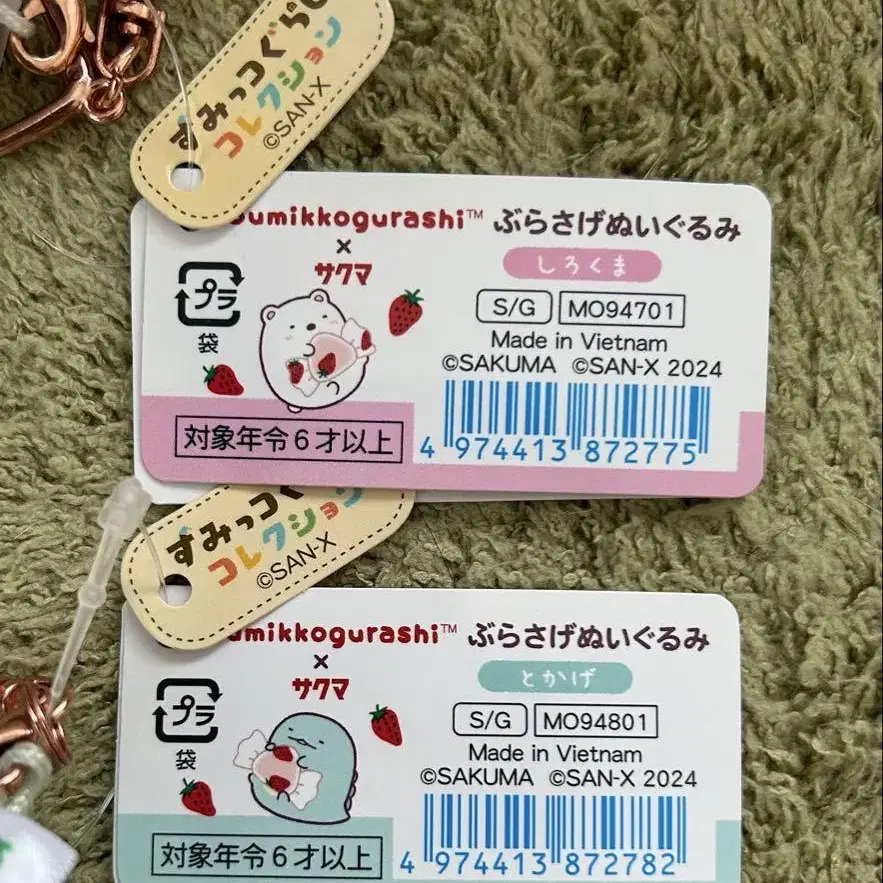 すみっコぐらし
コレクション
©SAN-X
umikkogurashi™ ぶらさげぬいぐるみ
×
サクマ
しろくま
プラ
袋
S/G MO94701
Made in Vietnam
©SAKUMA ©SAN-X 2024
対象年令6才以上
4 974413 872775
すみっコぐら
コレクション
©SAN-X
umikkogurashi™ ぶらさげぬいぐるみ
×
サクマ
とかげ
プラ
袋
S/G MO94801
Made in Vietnam
©SAKUMA ©SAN-X 2024
対象年令6才以上
4 974413 872782